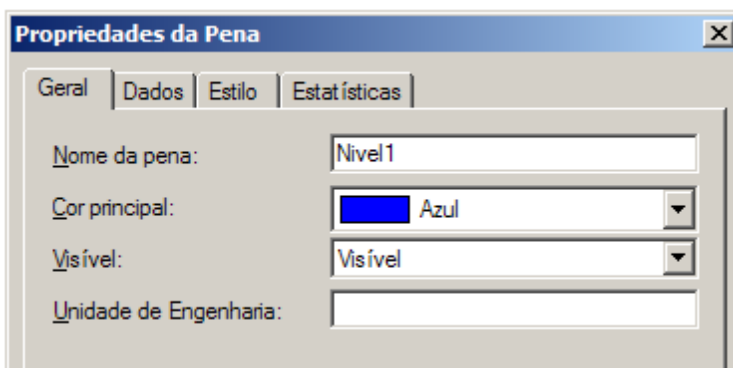 Propriedades da Pena
Geral Dados Estilo Estatísticas
Nome da pena: Nivel1
Cor principal: Azul
Visível: Visível
Unidade de Engenharia: